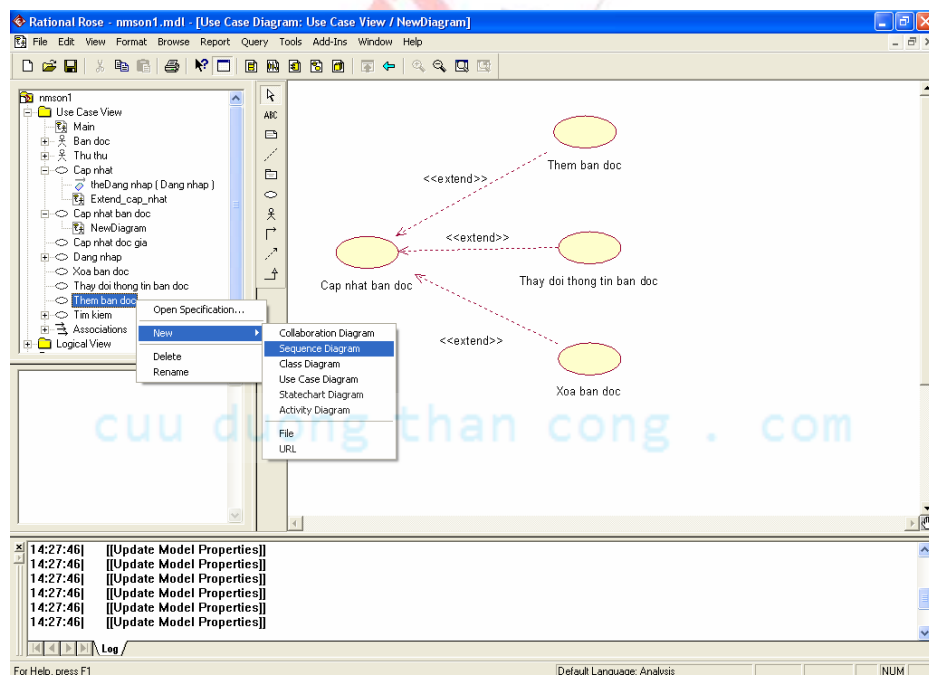 Rational Rose - nmson1.mdl - [Use Case Diagram: Use Case View / NewDiagram]
File Edit View Format Browse Report Query Tools Add-Ins Window Help
nmson1
Use Case View
Main
Ban doc
Thu thu
Cap nhat
theDang nhap ( Dang nhap )
Extend_cap_nhat
Cap nhat ban doc
NewDiagram
Cap nhat doc gia
Dang nhap
Xoa ban doc
Thay doi thong tin ban doc
Them ban doc
Tim kiem
Associations
Logical View
Open Specification...
New
Delete
Rename
Collaboration Diagram
Sequence Diagram
Class Diagram
Use Case Diagram
Statechart Diagram
Activity Diagram
File
URL
ABC
Them ban doc
<<extend>>
<<extend>>
Cap nhat ban doc
Thay doi thong tin ban doc
<<extend>>
Xoa ban doc
cuu duong than cong . com
14:27:46| [[Update Model Properties]]
14:27:46| [[Update Model Properties]]
14:27:46| [[Update Model Properties]]
14:27:46| [[Update Model Properties]]
14:27:46| [[Update Model Properties]]
14:27:46| [[Update Model Properties]]
Log
For Help, press F1
Default Language: Analysis
NUM